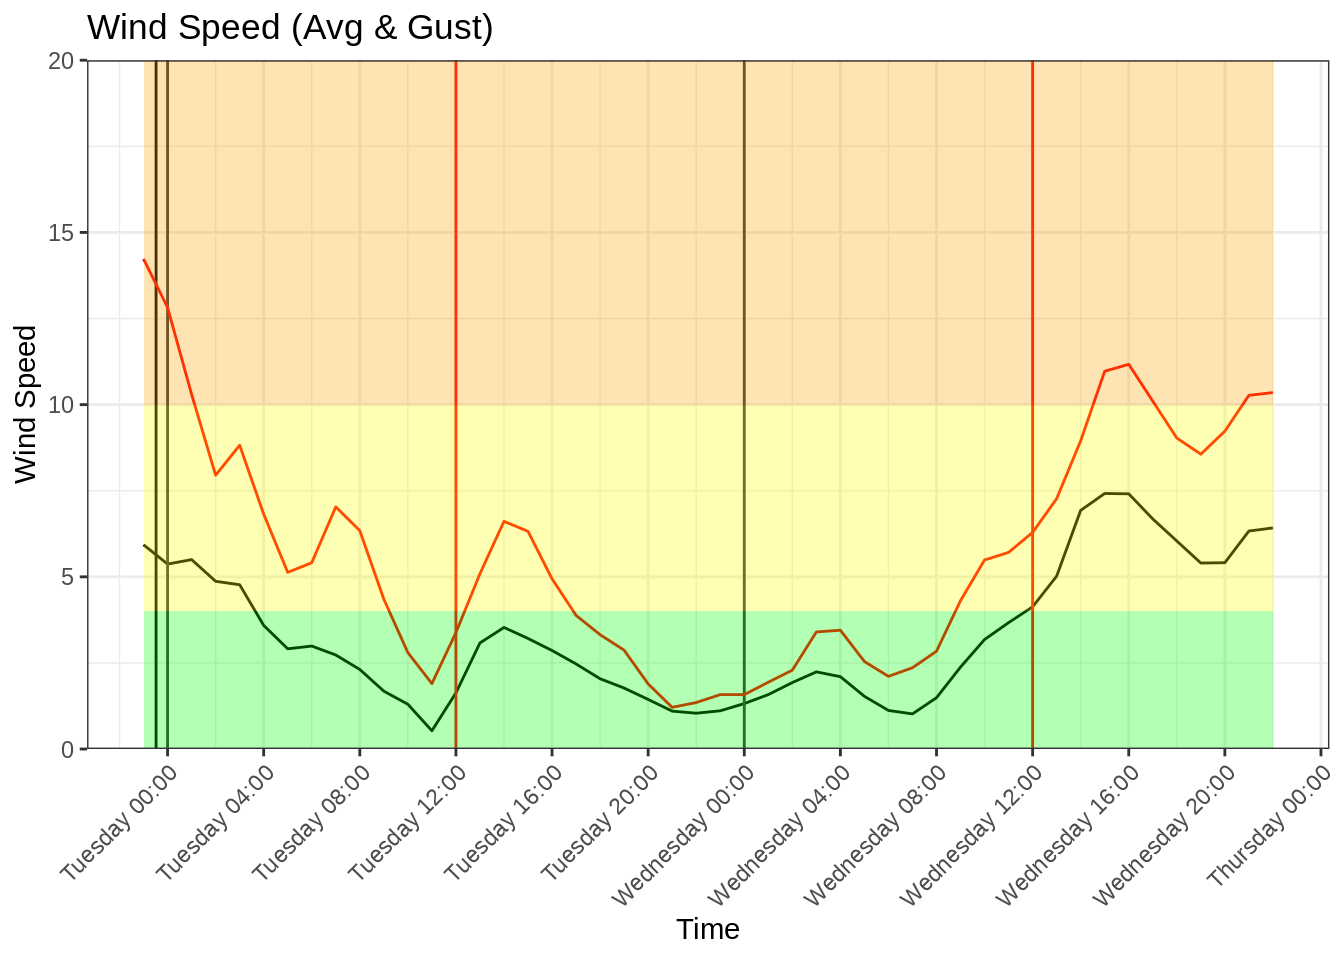 Wind Speed (Avg & Gust)
Wind Speed
20
15
10
5
0
Tuesday 00:00
Tuesday 04:00
Tuesday 08:00
Tuesday 12:00
Tuesday 16:00
Tuesday 20:00
Wednesday 00:00
Wednesday 04:00
Wednesday 08:00
Wednesday 12:00
Wednesday 16:00
Wednesday 20:00
Thursday 00:00
Time